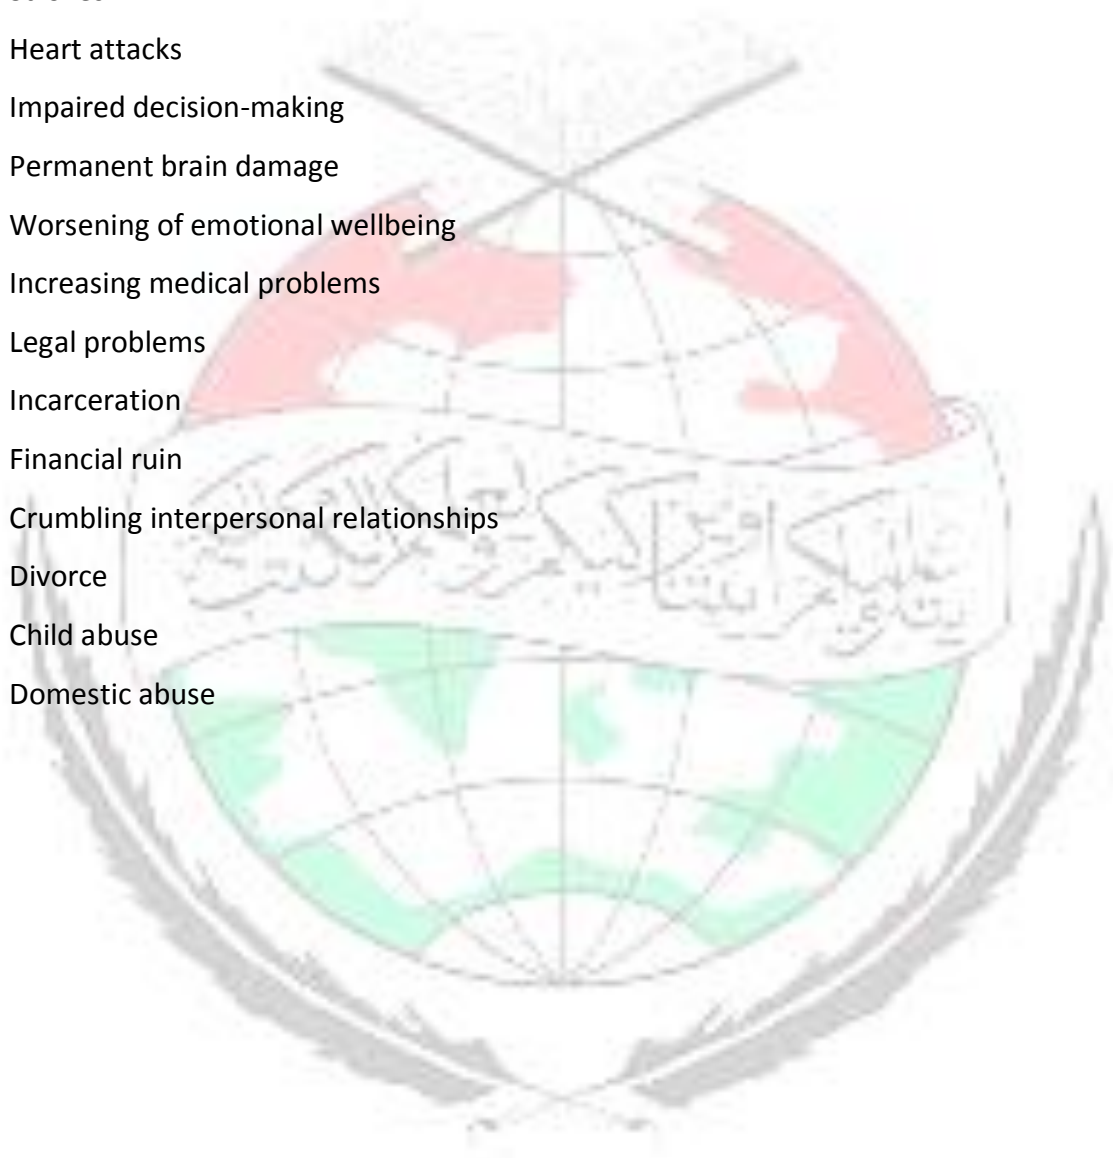 Heart attacks
Impaired decision-making
Permanent brain damage
Worsening of emotional wellbeing
Increasing medical problems
Legal problems
Incarceration
Financial ruin
Crumbling interpersonal relationships
Divorce
Child abuse
Domestic abuse